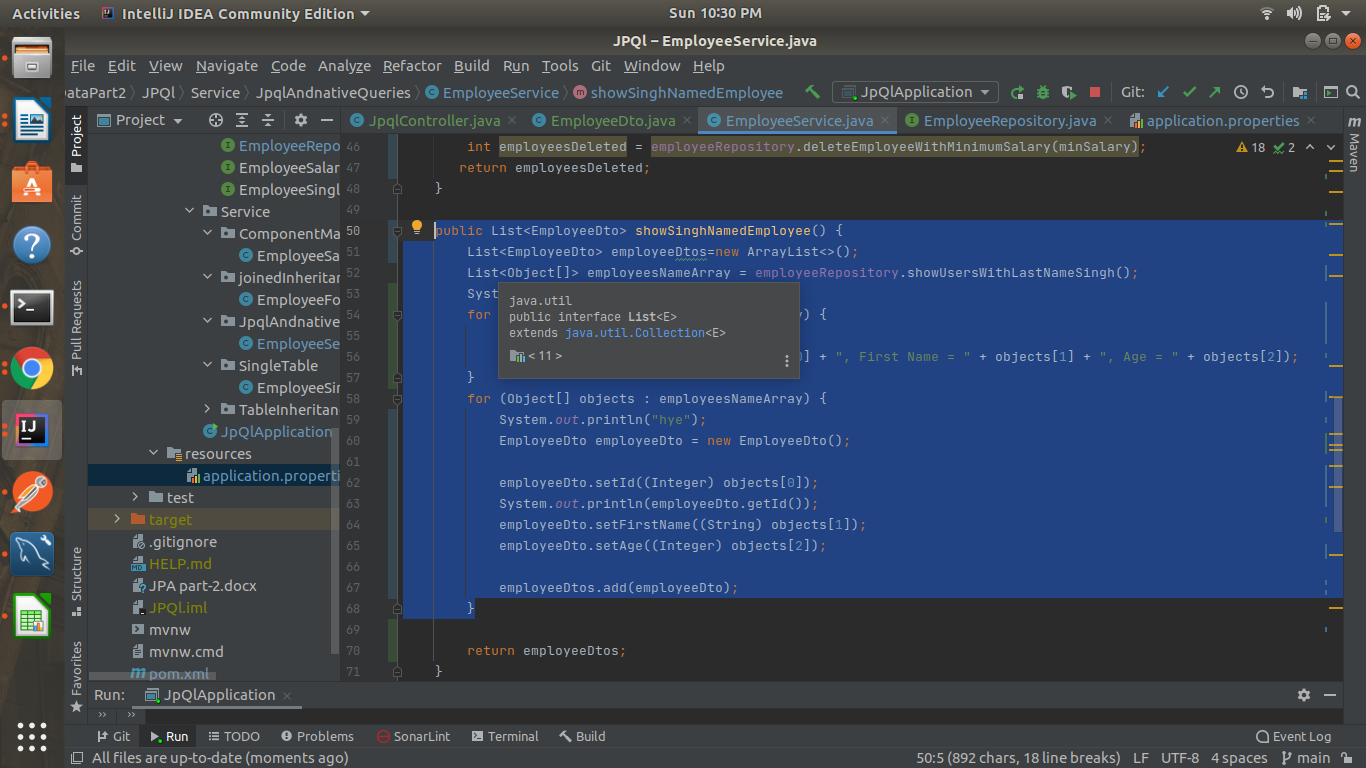 Activities IntelliJ IDEA Community Edition Sun 10:30 PM
JPQl – EmployeeService.java
File Edit View Navigate Code Analyze Refactor Build Run Tools Git Window Help
DataPart2 JPQl Service JpqlAndnativeQueries EmployeeService showSinghNamedEmployee JpQlApplication Git:
Project JpqlController.java EmployeeDto.java EmployeeService.java EmployeeRepository.java application.properties
EmployeeRepo
EmployeeSalar
EmployeeSingl
Service
ComponentMa
EmployeeSa
joinedInherita
EmployeeFo
JpqlAndnative
EmployeeSe
SingleTable
EmployeeSin
TableInheritan
JpQlApplication
resources
application.properti
test
target
.gitignore
HELP.md
JPA part-2.docx
JPQl.iml
mvnw
mvnw.cmd
pom.xml
Project
Commit
Pull Requests
Structure
Favorites
46 int employeesDeleted = employeeRepository.deleteEmployeeWithMinimumSalary(minSalary); 18 2
47 return employeesDeleted;
48 }
49
50 public List<EmployeeDto> showSinghNamedEmployee() {
51 List<EmployeeDto> employeeDtos=new ArrayList<>();
52 List<Object[]> employeesNameArray = employeeRepository.showUsersWithLastNameSingh();
53 Syst
54 for y) {
55
56 0] + ", First Name = " + objects[1] + ", Age = " + objects[2]);
57 }
58 for (Object[] objects : employeesNameArray) {
59 System.out.println("hye");
60 EmployeeDto employeeDto = new EmployeeDto();
61
62 employeeDto.setId((Integer) objects[0]);
63 System.out.println(employeeDto.getId());
64 employeeDto.setFirstName((String) objects[1]);
65 employeeDto.setAge((Integer) objects[2]);
66
67 employeeDtos.add(employeeDto);
68 }
69
70 return employeeDtos;
71 }
java.util
public interface List<E>
extends java.util.Collection<E>
< 11 >
Maven
Run: JpQlApplication
Git Run TODO Problems SonarLint Terminal Build Event Log
All files are up-to-date (moments ago) 50:5 (892 chars, 18 line breaks) LF UTF-8 4 spaces main